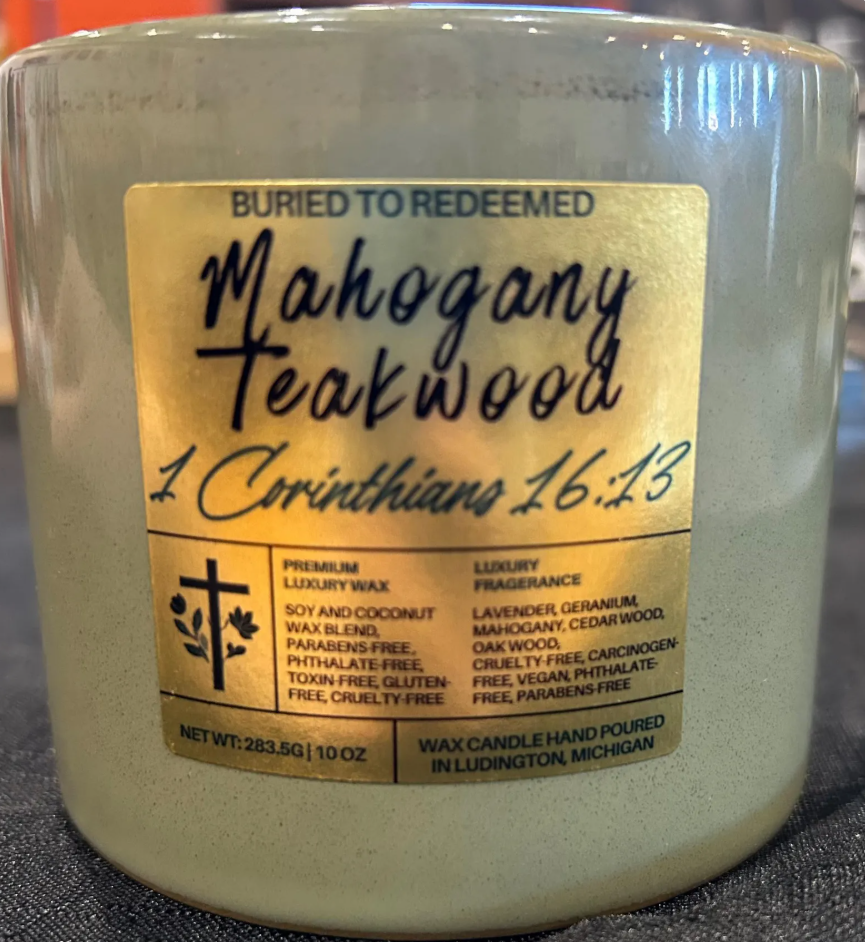 BURIED TO REDEEMED
Mahogany
Teakwood
1 Corinthians 16:13
PREMIUM
LUXURY WAX
SOY AND COCONUT
WAX BLEND,
PARABENS-FREE,
PHTHALATE-FREE,
TOXIN-FREE, GLUTEN-
FREE, CRUELTY-FREE
LUXURY
FRAGERANCE
LAVENDER, GERANIUM,
MAHOGANY, CEDAR WOOD,
OAK WOOD,
CRUELTY-FREE, CARCINOGEN-
FREE, VEGAN, PHTHALATE-
FREE, PARABENS-FREE
NET WT: 283.5G | 10 OZ
WAX CANDLE HAND POURED
IN LUDINGTON, MICHIGAN